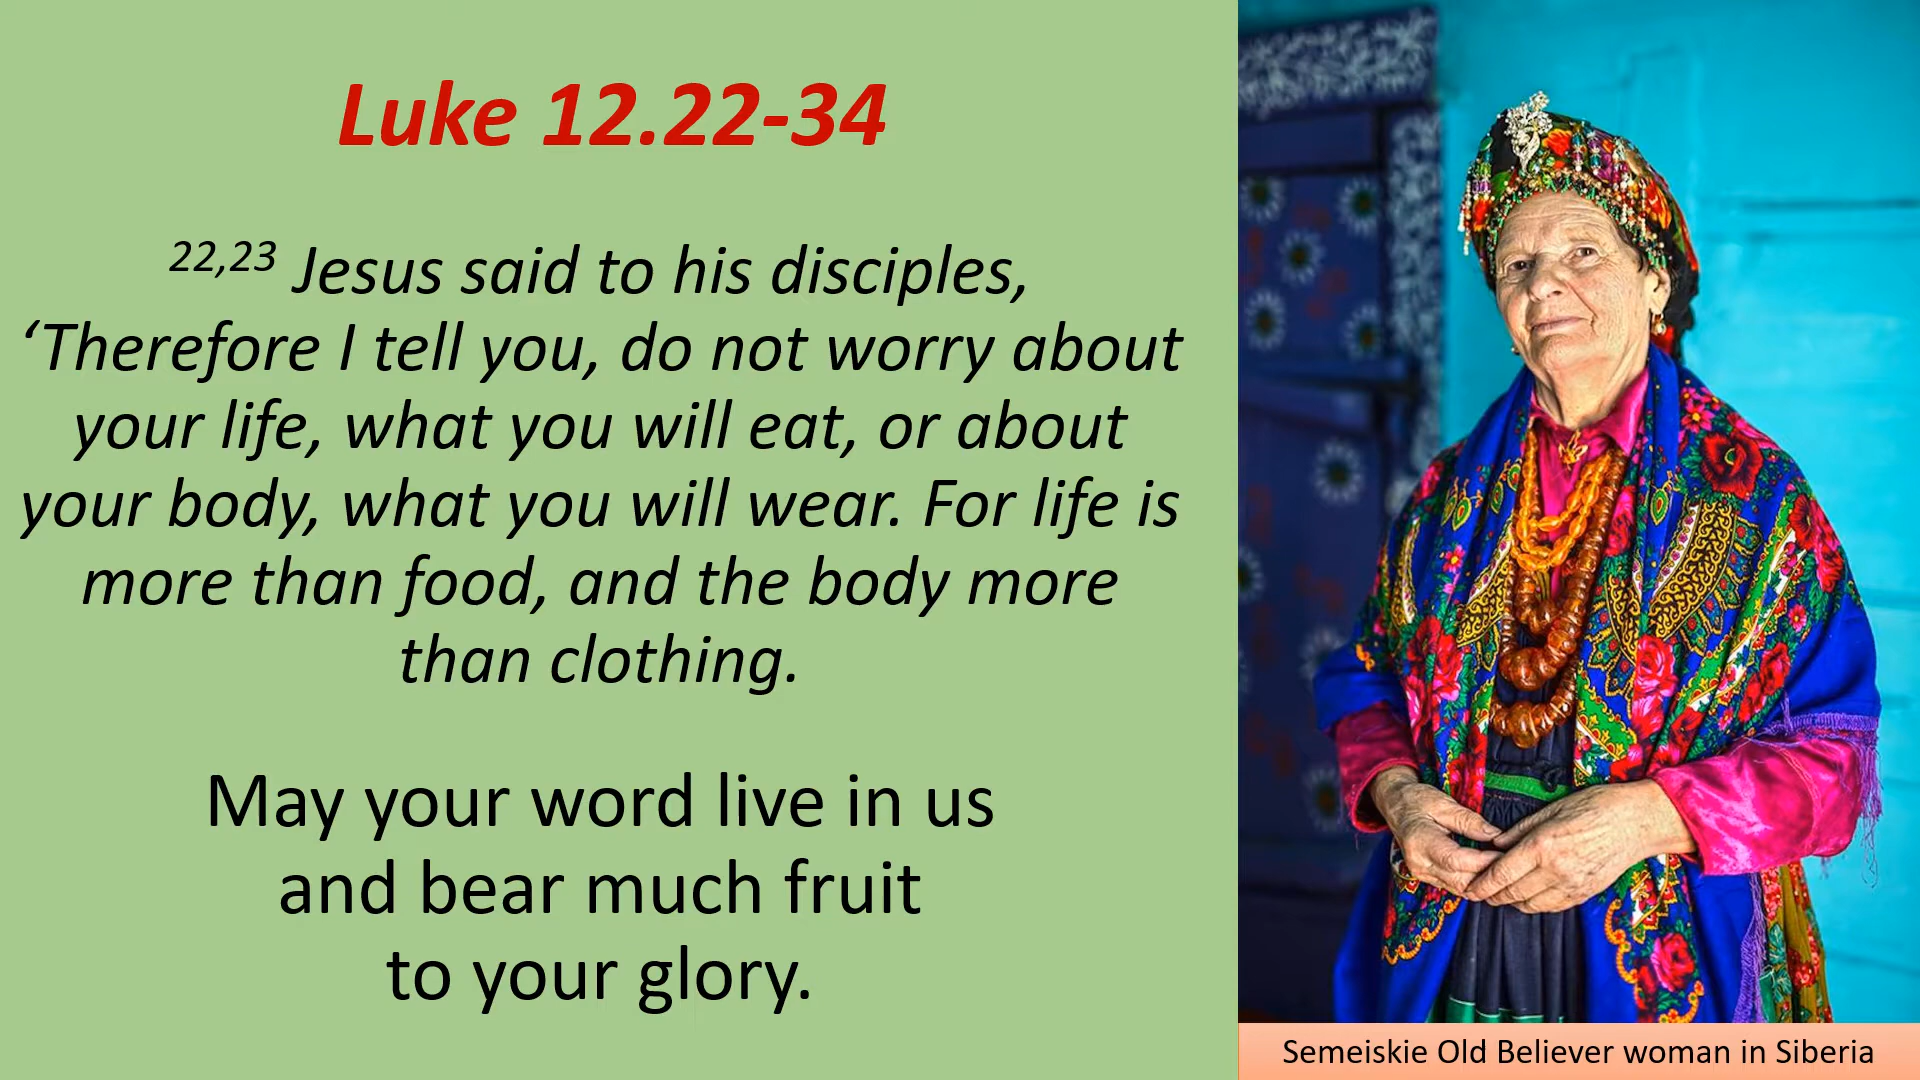 Luke 12.22-34
22,23 Jesus said to his disciples,
‘Therefore I tell you, do not worry about
your life, what you will eat, or about
your body, what you will wear. For life is
more than food, and the body more
than clothing.
May your word live in us
and bear much fruit
to your glory.
Semeiskie Old Believer woman in Siberia